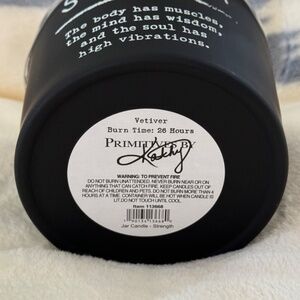 The body has muscles,
the mind has wisdom,
and the soul has
high vibrations.
Vetiver
Burn Time: 26 Hours
PRIMITIVES BY
Kathy
WARNING: TO PREVENT FIRE
DO NOT BURN UNATTENDED. NEVER BURN NEAR OR ON
ANYTHING THAT CAN CATCH FIRE. KEEP CANDLES OUT OF
REACH OF CHILDREN AND PETS. DO NOT BURN MORE THAN 4
HOURS AT A TIME. CONTAINER WILL BE HOT WHEN CANDLE IS
LIT. DO NOT TOUCH UNTIL COOL.
Item 113668
Jar Candle - Strength